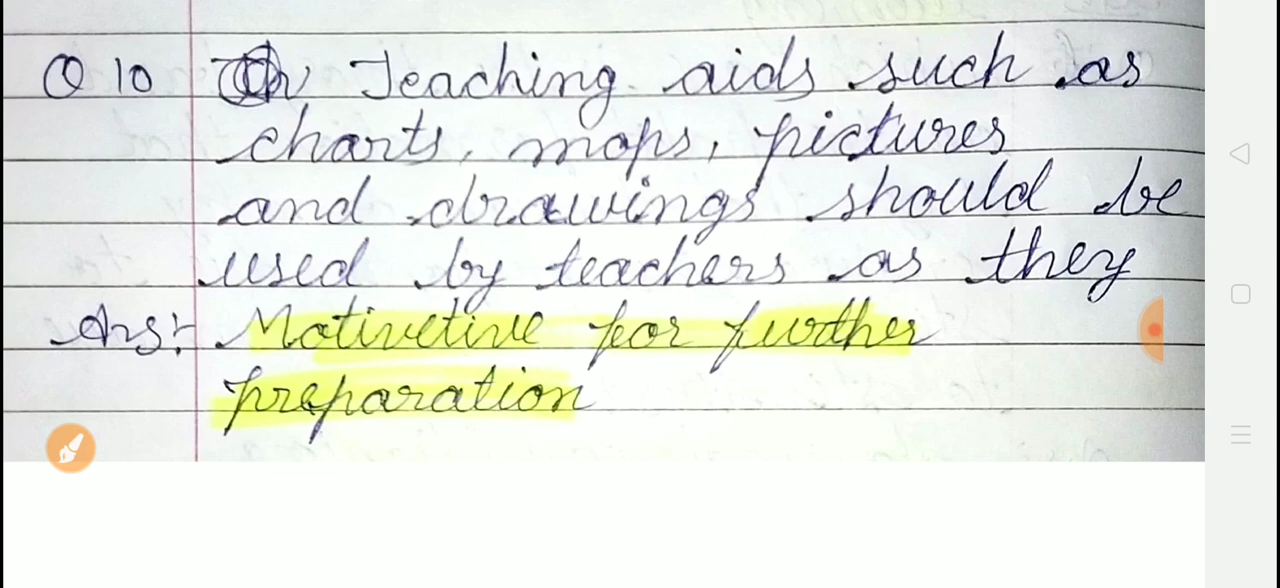 Q 10 Teaching aids such as
charts, maps, pictures
and drawings should be
used by teachers as they
Ans:- Motivetive for further
preparation